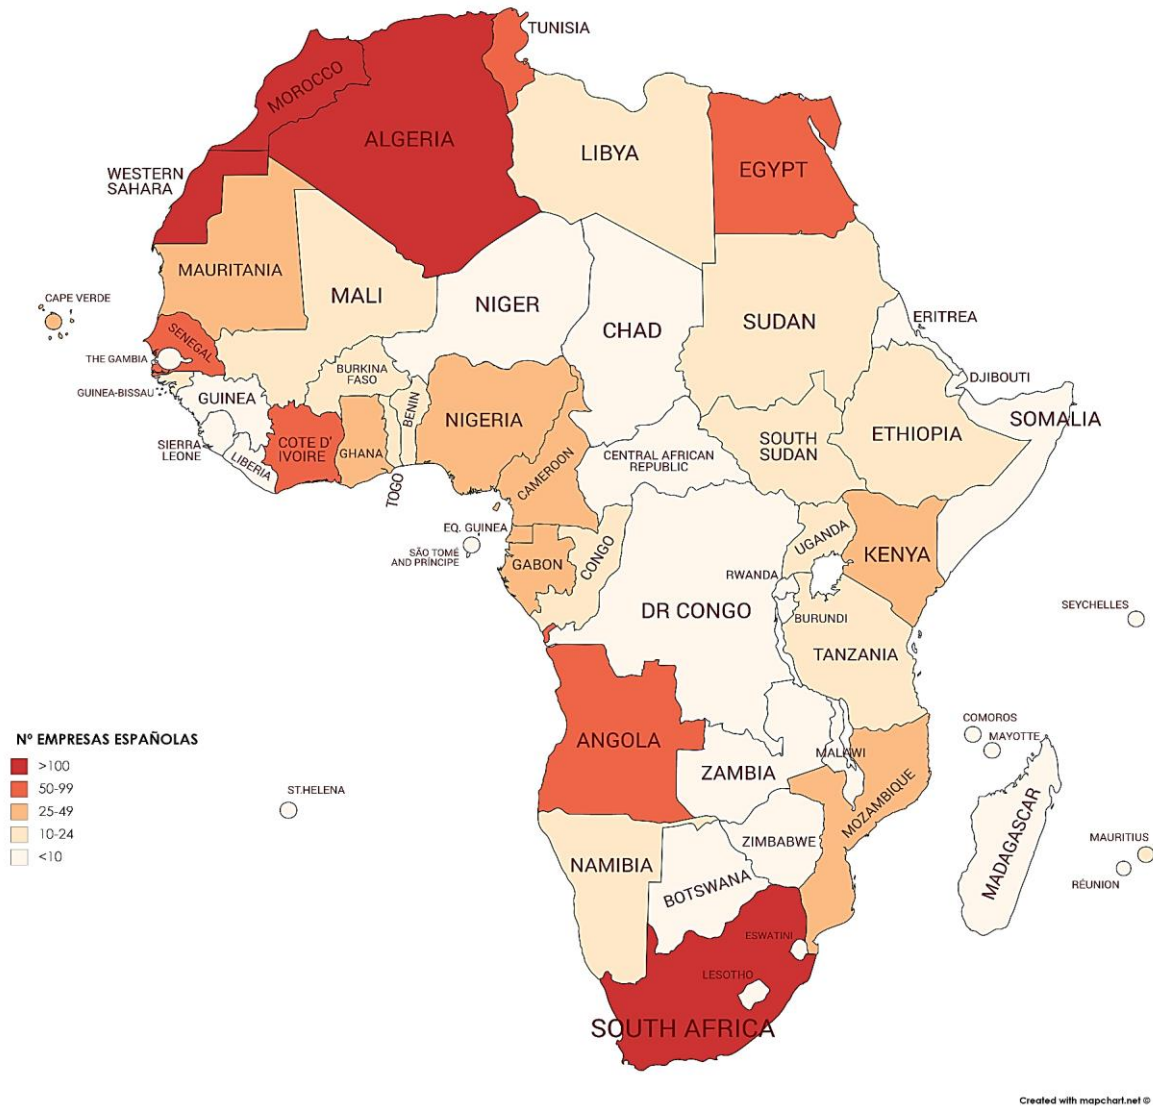 TUNISIA
MOROCCO
ALGERIA
LIBYA
EGYPT
WESTERN
SAHARA
MAURITANIA
MALI
NIGER
CHAD
SUDAN
ERITREA
CAPE VERDE
SENEGAL
THE GAMBIA
GUINEA-BISSAU
GUINEA
BURKINA
FASO
BENIN
NIGERIA
DJIBOUTI
SOMALIA
ETHIOPIA
SOUTH
SUDAN
SIERRA
LEONE
LIBERIA
COTE D'
IVOIRE
GHANA
TOGO
CAMEROON
CENTRAL AFRICAN
REPUBLIC
EQ. GUINEA
SÃO TOMÉ
AND PRÍNCIPE
GABON
CONGO
UGANDA
KENYA
RWANDA
DR CONGO
BURUNDI
TANZANIA
SEYCHELLES
Nº EMPRESAS ESPAÑOLAS
>100
50-99
25-49
10-24
<10
ANGOLA
ZAMBIA
MALAWI
MOZAMBIQUE
COMOROS
MAYOTTE
ST.HELENA
NAMIBIA
ZIMBABWE
BOTSWANA
MADAGASCAR
MAURITIUS
RÉUNION
ESWATINI
LESOTHO
SOUTH AFRICA
Created with mapchart.net ©